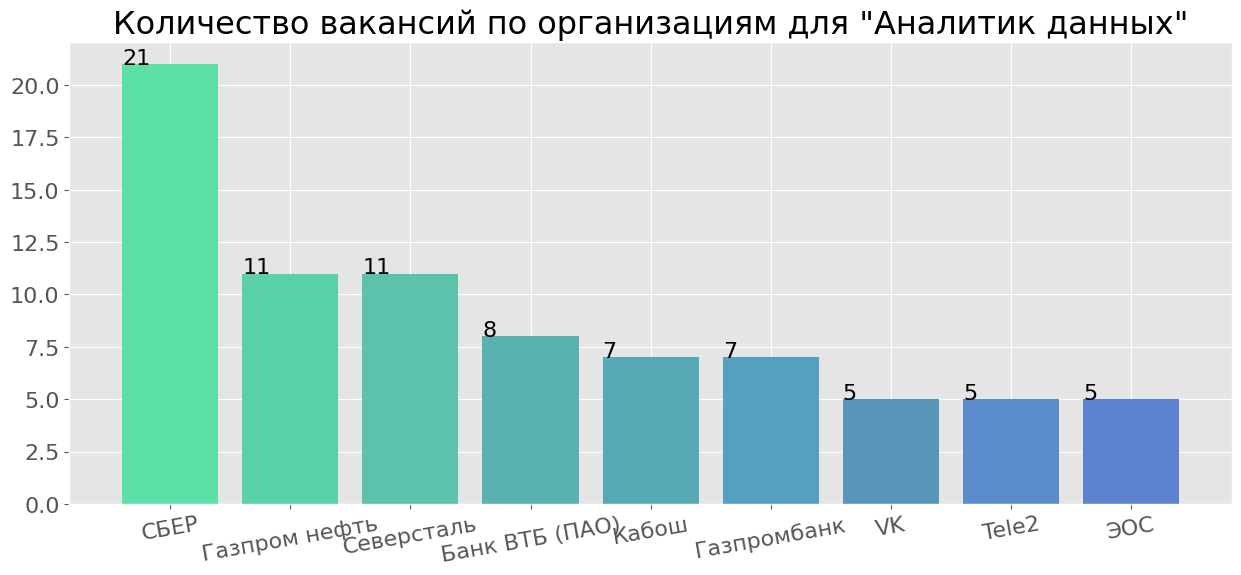 Количество вакансий по организациям для "Аналитик данных"
20.0
17.5
15.0
12.5
10.0
7.5
5.0
2.5
0.0
21
11
11
8
7
7
5
5
5
СБЕР
Газпром нефть
Северсталь
Банк ВТБ (ПАО)
Кабош
Газпромбанк
VK
Tele2
ЭОС